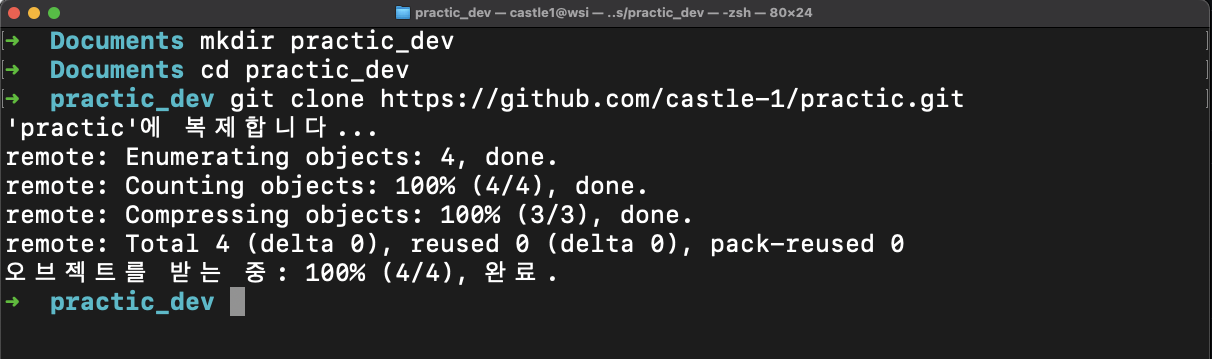 practic_dev — castle1@wsi — ..s/practic_dev — -zsh — 80×24
➜ Documents mkdir practic_dev
➜ Documents cd practic_dev
➜ practic_dev git clone https://github.com/castle-1/practic.git
'practic'에 복제합니다...
remote: Enumerating objects: 4, done.
remote: Counting objects: 100% (4/4), done.
remote: Compressing objects: 100% (3/3), done.
remote: Total 4 (delta 0), reused 0 (delta 0), pack-reused 0
오브젝트를 받는 중: 100% (4/4), 완료.
➜ practic_dev